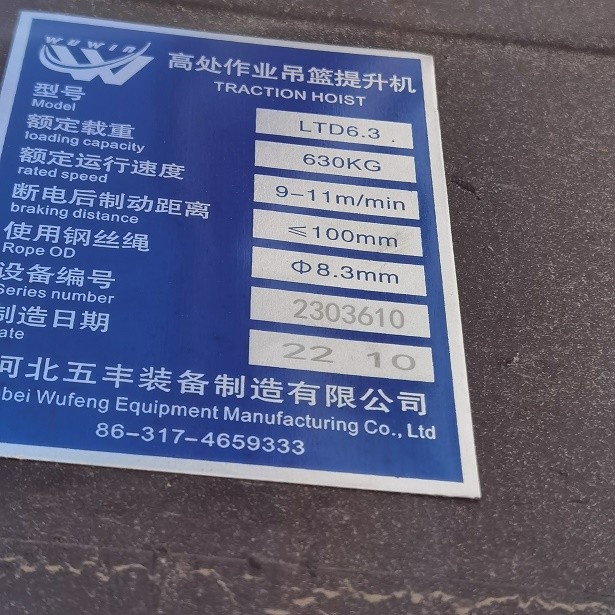 WUWIN
高处作业吊篮提升机
TRACTION HOIST
型号 LTD6.3
Model
额定载重 630KG
loading capacity
额定运行速度 9-11m/min
rated speed
断电后制动距离 ≤100mm
braking distance
使用钢丝绳 Φ8.3mm
Rope OD
设备编号 2303610
Series number
制造日期 22 10
ate
河北五丰装备制造有限公司
bei Wufeng Equipment Manufacturing Co., Ltd
86-317-4659333